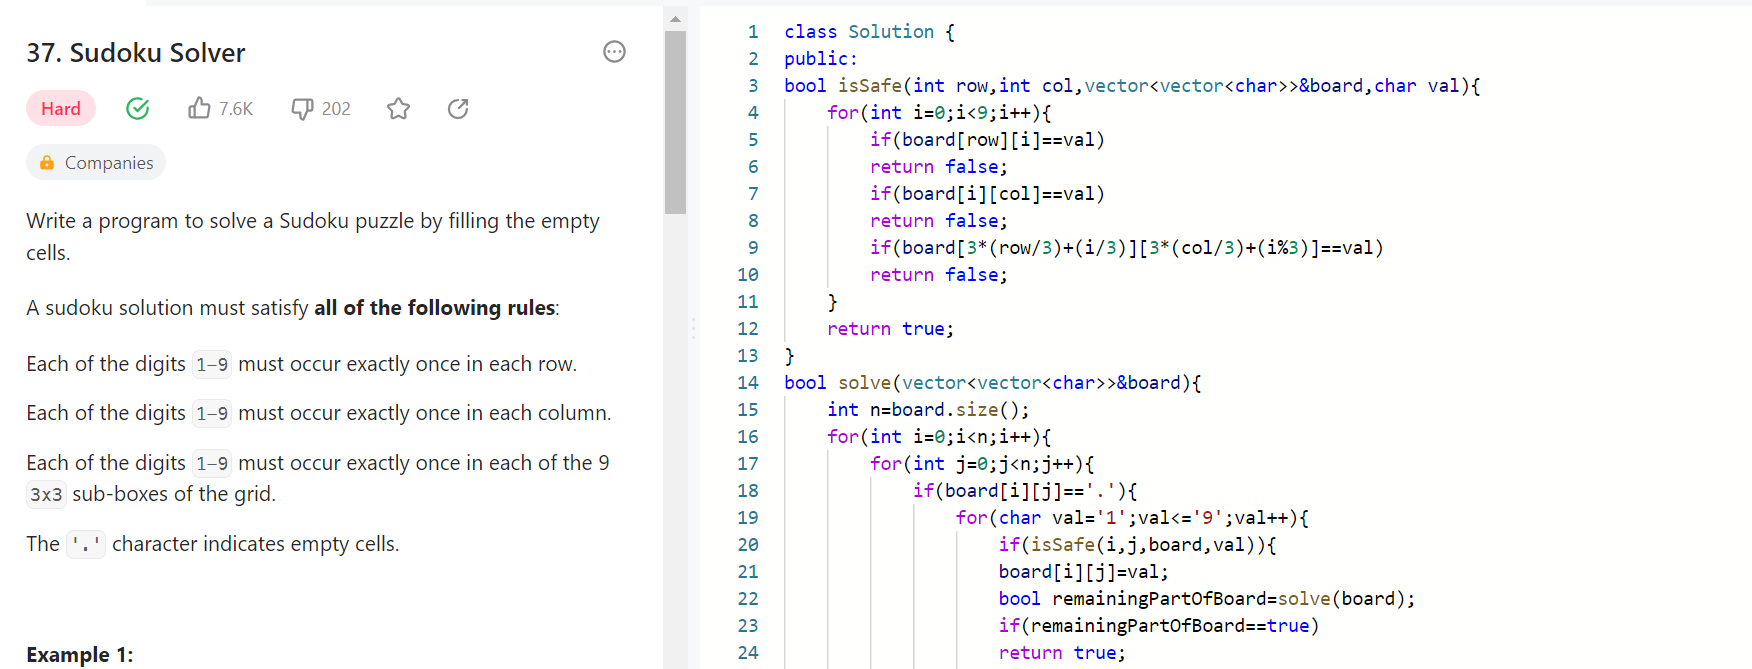 37. Sudoku Solver
Hard 7.6K 202
Companies
Write a program to solve a Sudoku puzzle by filling the empty
cells.
A sudoku solution must satisfy all of the following rules:
Each of the digits 1-9 must occur exactly once in each row.
Each of the digits 1-9 must occur exactly once in each column.
Each of the digits 1-9 must occur exactly once in each of the 9
3x3 sub-boxes of the grid.
The '.' character indicates empty cells.
Example 1:
1 class Solution {
2 public:
3 bool isSafe(int row,int col,vector<vector<char>>&board,char val){
4     for(int i=0;i<9;i++){
5         if(board[row][i]==val)
6         return false;
7         if(board[i][col]==val)
8         return false;
9         if(board[3*(row/3)+(i/3)][3*(col/3)+(i%3)]==val)
10         return false;
11     }
12     return true;
13 }
14 bool solve(vector<vector<char>>&board){
15     int n=board.size();
16     for(int i=0;i<n;i++){
17         for(int j=0;j<n;j++){
18             if(board[i][j]=='.'){
19                 for(char val='1';val<='9';val++){
20                     if(isSafe(i,j,board,val)){
21                     board[i][j]=val;
22                     bool remainingPartOfBoard=solve(board);
23                     if(remainingPartOfBoard==true)
24                     return true;